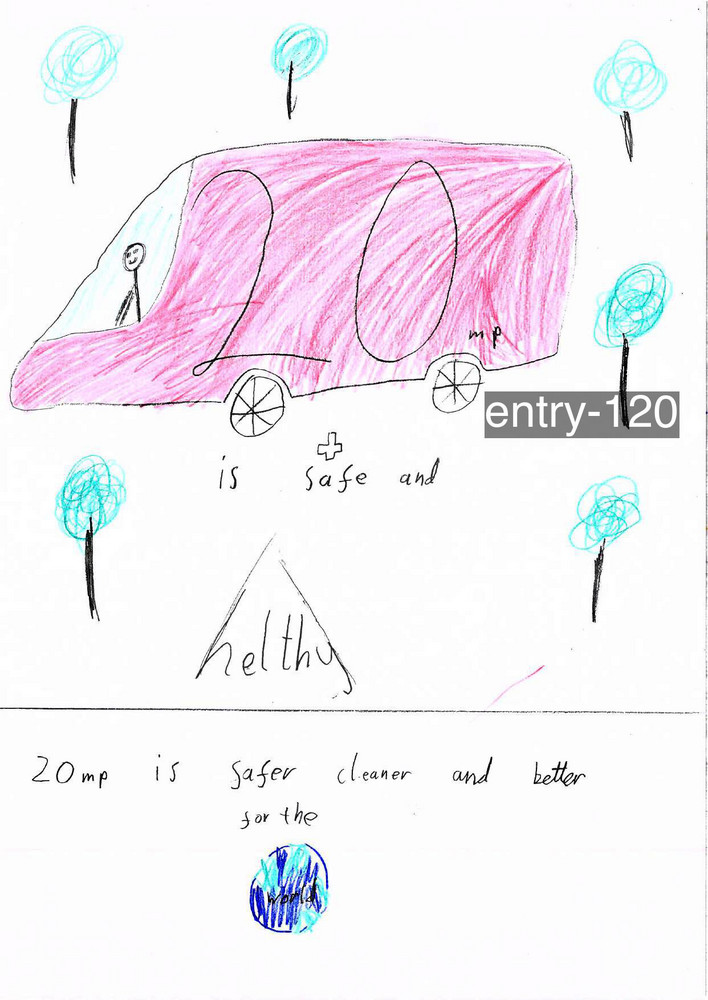 20
mp
entry-120
is safe and
helthy
20mp is safer cleaner and better
for the
world